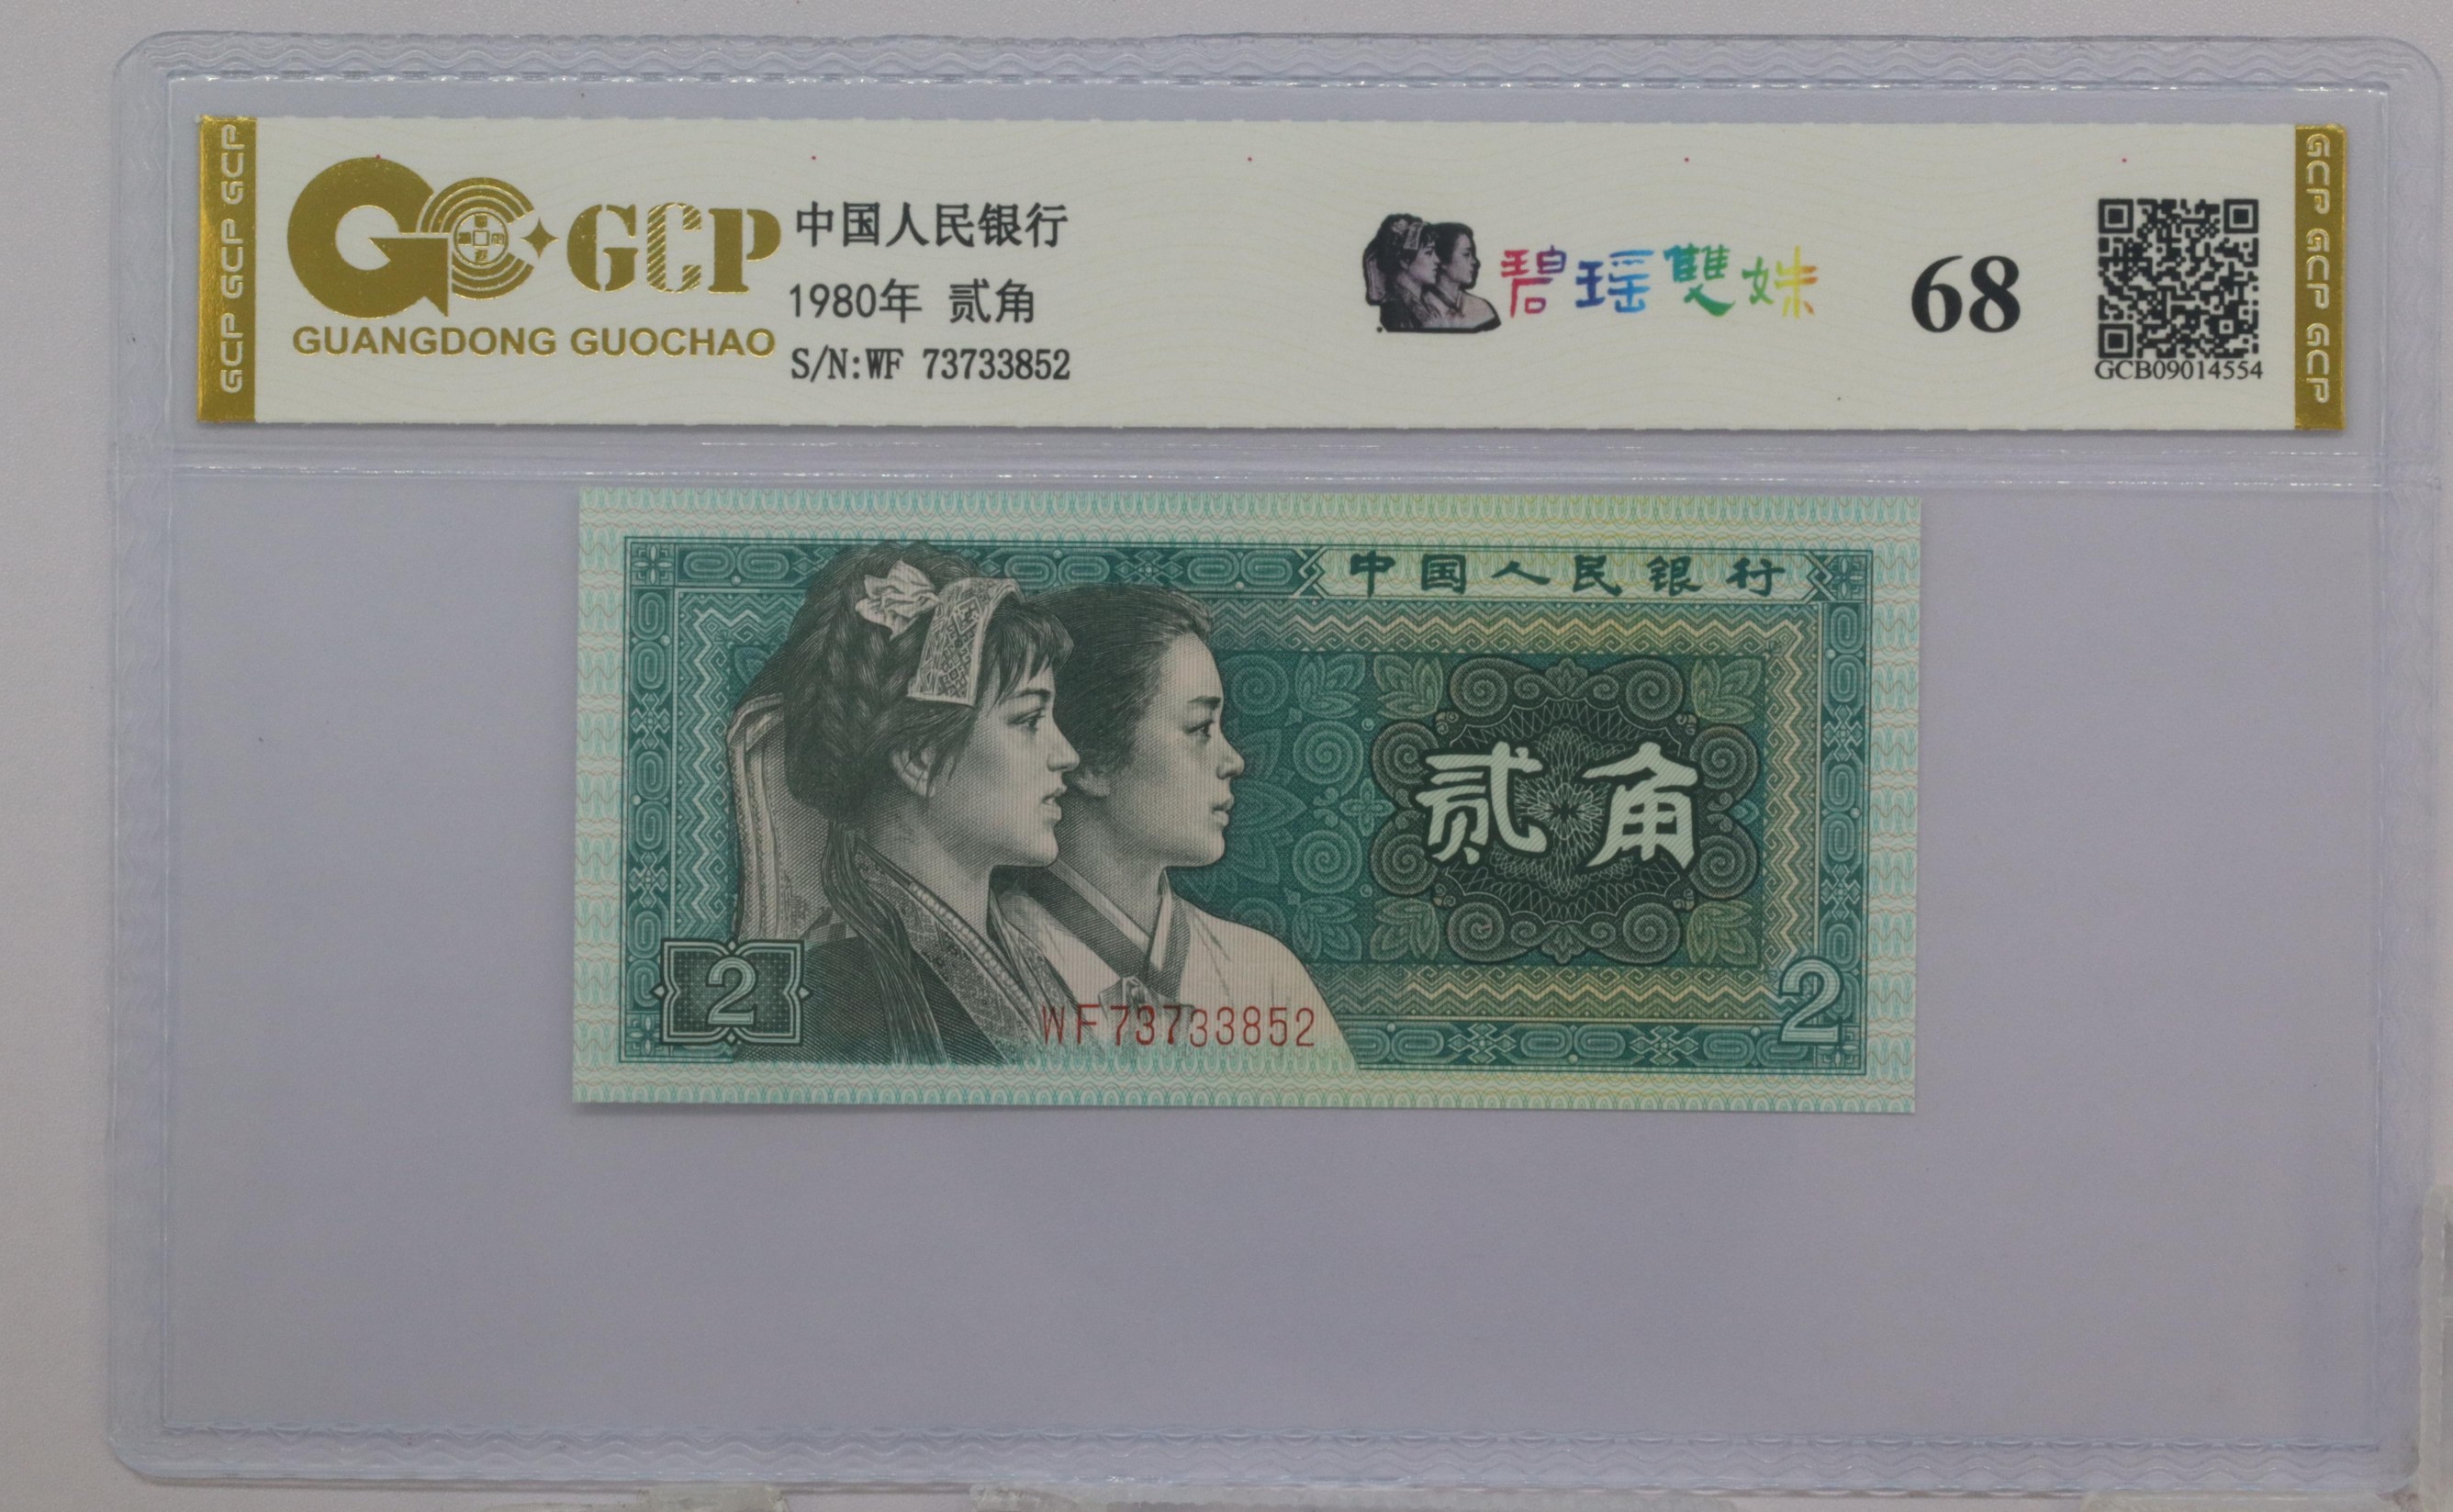 GCP GCP GCP
GCP
GUANGDONG GUOCHAO
中国人民银行
1980年 贰角
S/N:WF 73733852
碧瑶雙姝
68
GCB09014554
GCP GCP GCP
中国人民银行
贰角
2
WF73733852
2